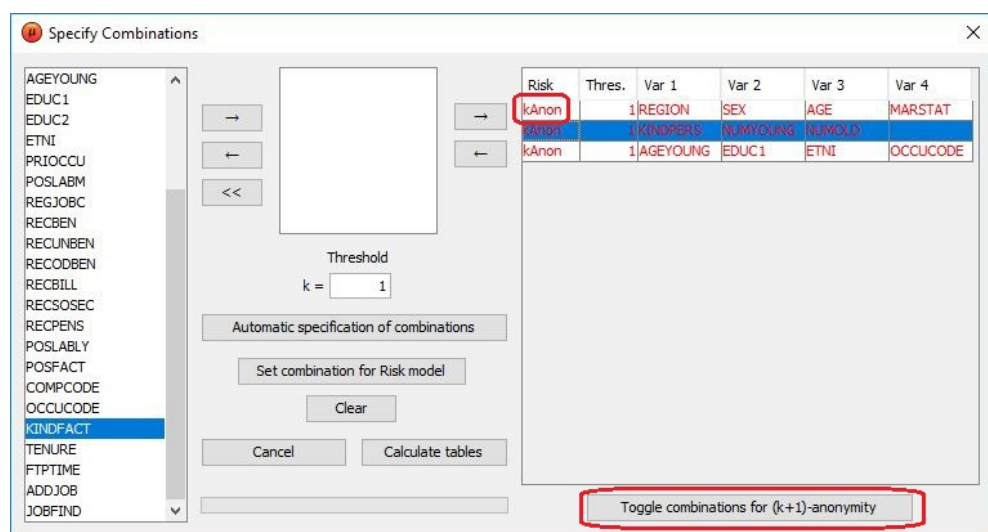 Specify Combinations
AGEYOUNG
EDUC1
EDUC2
ETNI
PRIOCCU
POSLABM
REGJOBC
RECBEN
RECUNBEN
RECODBEN
RECBILL
RECSOSEC
RECPENS
POSLABLY
POSFACT
COMPCODE
OCCUCODE
KINDFACT
TENURE
FTPTIME
ADDJOB
JOBFIND
→
←
<<
→
←
Threshold
k = 1
Automatic specification of combinations
Set combination for Risk model
Clear
Cancel Calculate tables
Risk Thres. Var 1 Var 2 Var 3 Var 4
kAnon 1 REGION SEX AGE MARSTAT
kAnon 1 KINDPERS NUMYOUNG NUMOLD
kAnon 1 AGEYOUNG EDUC1 ETNI OCCUCODE
Toggle combinations for (k+1)-anonymity